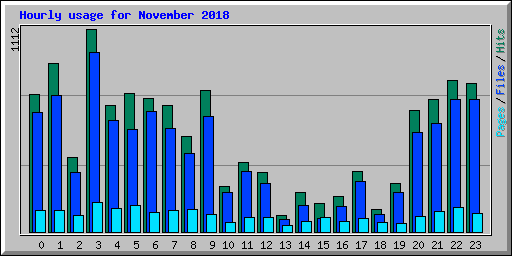 Hourly usage for November 2018
1112
Pages/Files/Hits
0 1 2 3 4 5 6 7 8 9 10 11 12 13 14 15 16 17 18 19 20 21 22 23